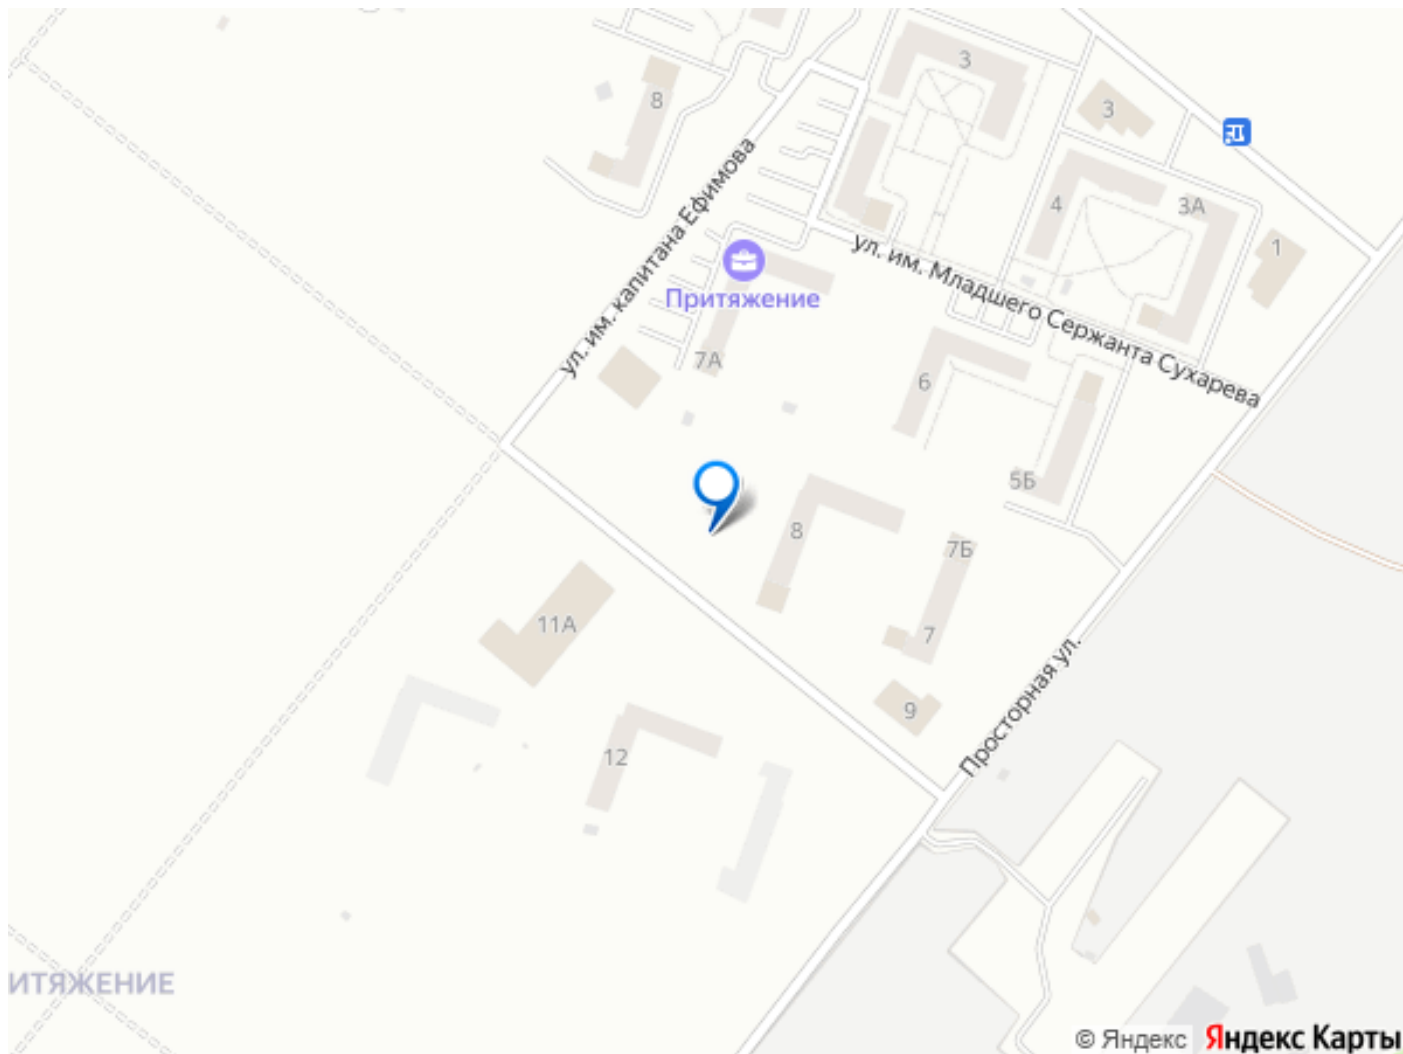 3
8
3
ул. им. капитана Ефимова
4
3А
1
ул. им. Младшего Сержанта Сухарева
Притяжение
7А
6
5Б
8
7Б
11А
7
9
Просторная ул.
12
ИТЯЖЕНИЕ
© Яндекс Яндекс Карты